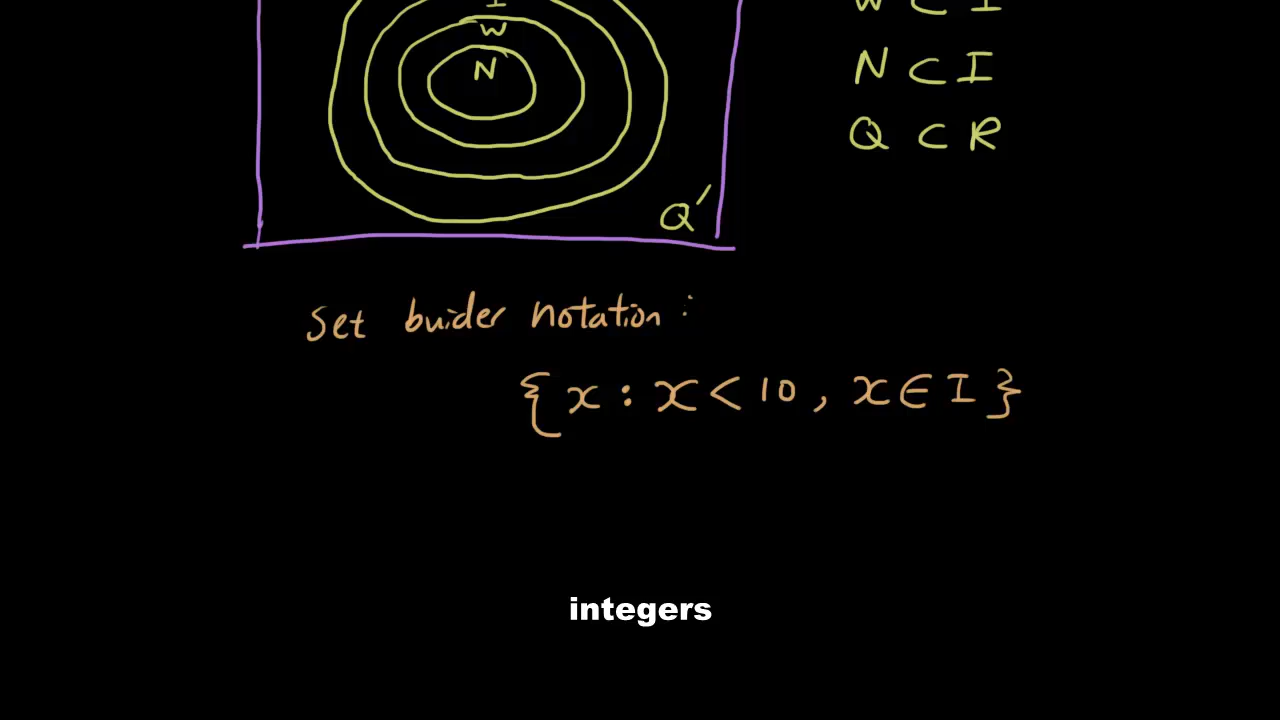 I
W
N
Q'
W ⊂ I
N ⊂ I
Q ⊂ R
Set buider notation :
{ x : x < 10 , x ∈ I }
integers